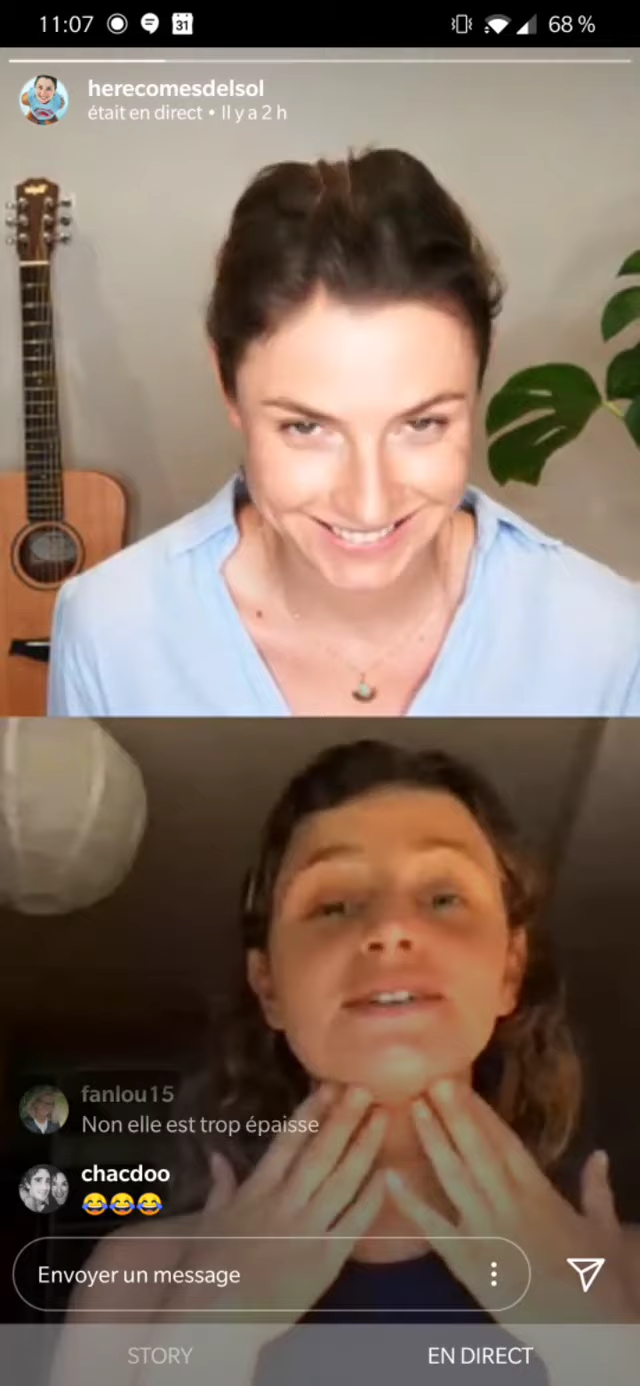 11:07
31
68 %
herecomesdelsol
était en direct • Il y a 2 h
fanlou15
Non elle est trop épaisse
chacdoo
😂😂😂
Envoyer un message
STORY
EN DIRECT